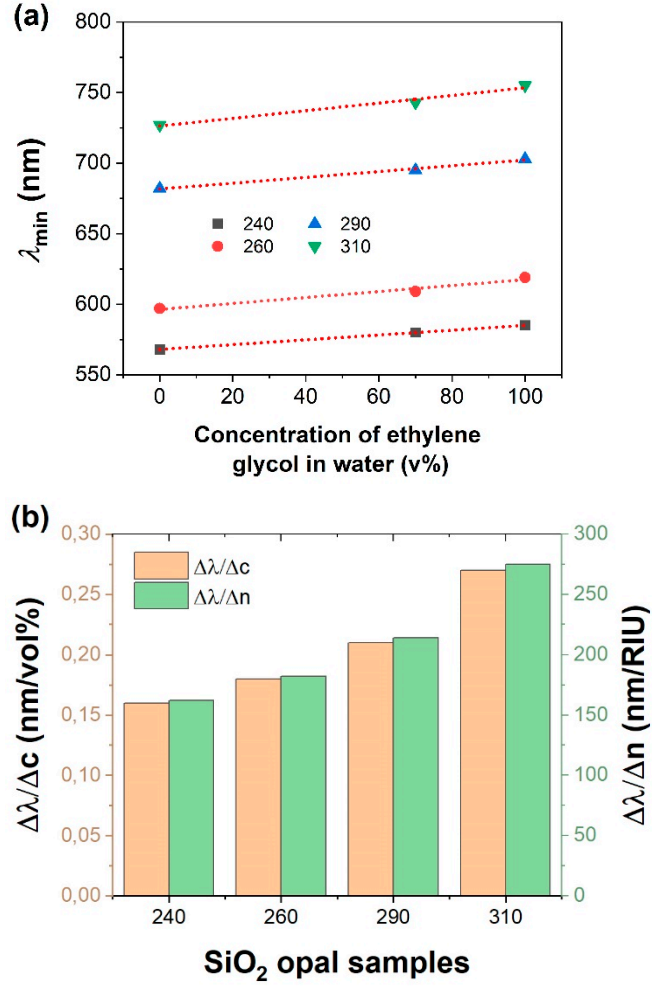 (a)
800
750
700
650
600
550
λmin (nm)
240 290
260 310
0 20 40 60 80 100
Concentration of ethylene
glycol in water (v%)
(b)
0,30
0,25
0,20
0,15
0,10
0,05
0,00
Δλ/Δc (nm/vol%)
Δλ/Δc
Δλ/Δn
300
250
200
150
100
50
0
Δλ/Δn (nm/RIU)
240 260 290 310
SiO2 opal samples